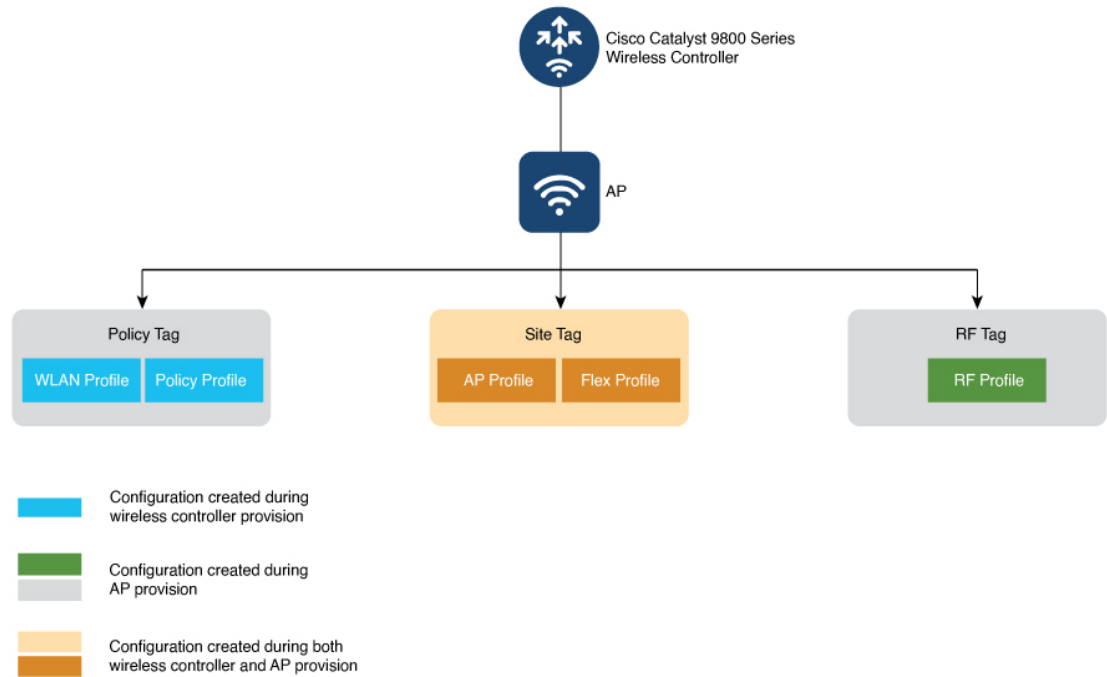 Cisco Catalyst 9800 Series
Wireless Controller
AP
Policy Tag
WLAN Profile
Policy Profile
Site Tag
AP Profile
Flex Profile
RF Tag
RF Profile
Configuration created during
wireless controller provision
Configuration created during
AP provision
Configuration created during both
wireless controller and AP provision